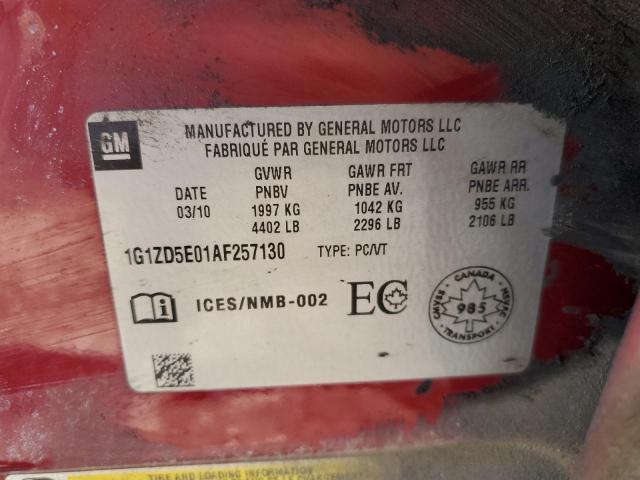 GM
MANUFACTURED BY GENERAL MOTORS LLC
FABRIQUÉ PAR GENERAL MOTORS LLC
GVWR GAWR FRT GAWR RR
DATE PNBV PNBE AV. PNBE ARR.
03/10 1997 KG 1042 KG 955 KG
4402 LB 2296 LB 2106 LB
1G1ZD5E01AF257130 TYPE: PC/VT
i ICES/NMB-002 EC
CANADA
CMVSS NSVAC
985
TRANSPORT
TIRE AND LOADING INFORMATION